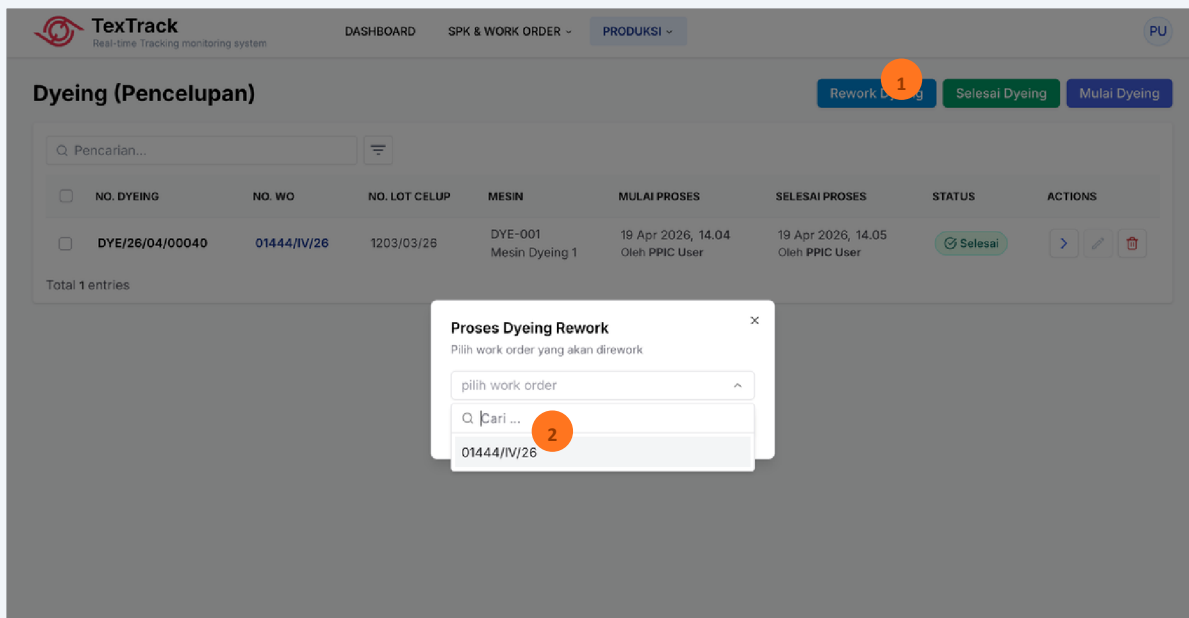 TexTrack
Real-time Tracking monitoring system
DASHBOARD
SPK & WORK ORDER
PRODUKSI
PU
Dyeing (Pencelupan)
Rework Dyeing
1
Selesai Dyeing
Mulai Dyeing
Pencarian...
NO. DYEING NO. WO NO. LOT CELUP MESIN MULAI PROSES SELESAI PROSES STATUS ACTIONS
DYE/26/04/00040 01444/IV/26 1203/03/26 DYE-001 19 Apr 2026, 14.04 19 Apr 2026, 14.05 Selesai
Mesin Dyeing 1 Oleh PPIC User Oleh PPIC User
Total 1 entries
Proses Dyeing Rework
Pilih work order yang akan direwok
pilih work order
Cari ...
2
01444/IV/26